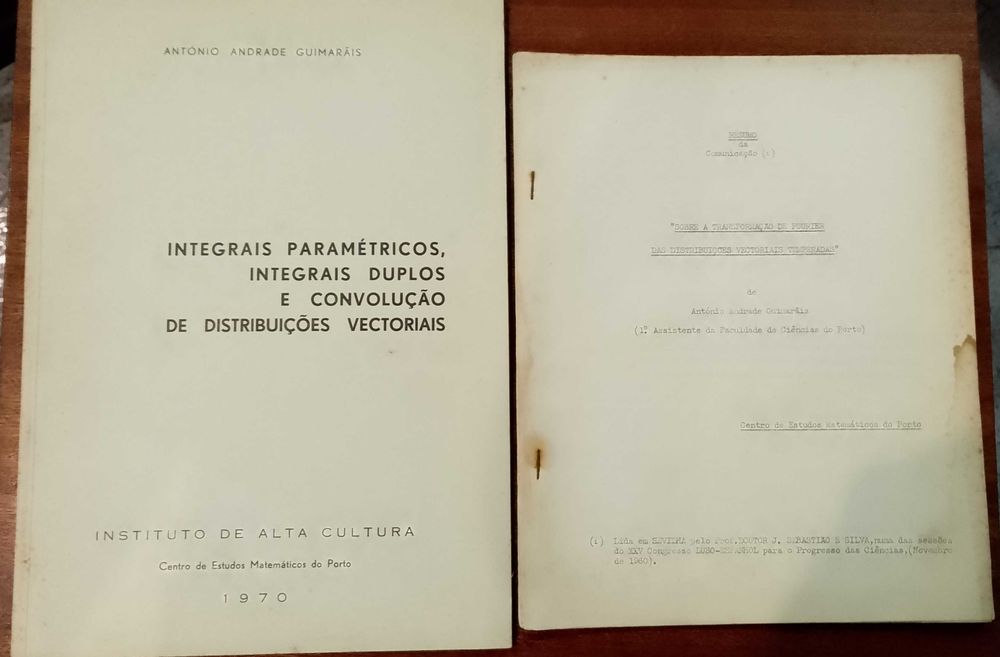 ANTÓNIO ANDRADE GUIMARÃIS
INTEGRAIS PARAMÉTRICOS,
INTEGRAIS DUPLOS
E CONVOLUÇÃO
DE DISTRIBUIÇÕES VECTORIAIS
INSTITUTO DE ALTA CULTURA
Centro de Estudos Matemáticos do Porto
1970
RESUMO
da
Comunicação (1)
"SOBRE A TRANSFORMAÇÃO DE FOURIER
DAS DISTRIBUIÇÕES VECTORIAIS TEMPERADAS"
de
António Andrade Guimarãis
(1º Assistente da Faculdade de Ciências do Porto)
Centro de Estudos Matemáticos do Porto
(1) Lida em SEVILHA pelo Prof. DOUTOR J. SEBASTIÃO E SILVA, numa das sessões
do XXV Congresso LUSO-ESPANHOL para o Progresso das Ciências, (Novembro
de 1960).